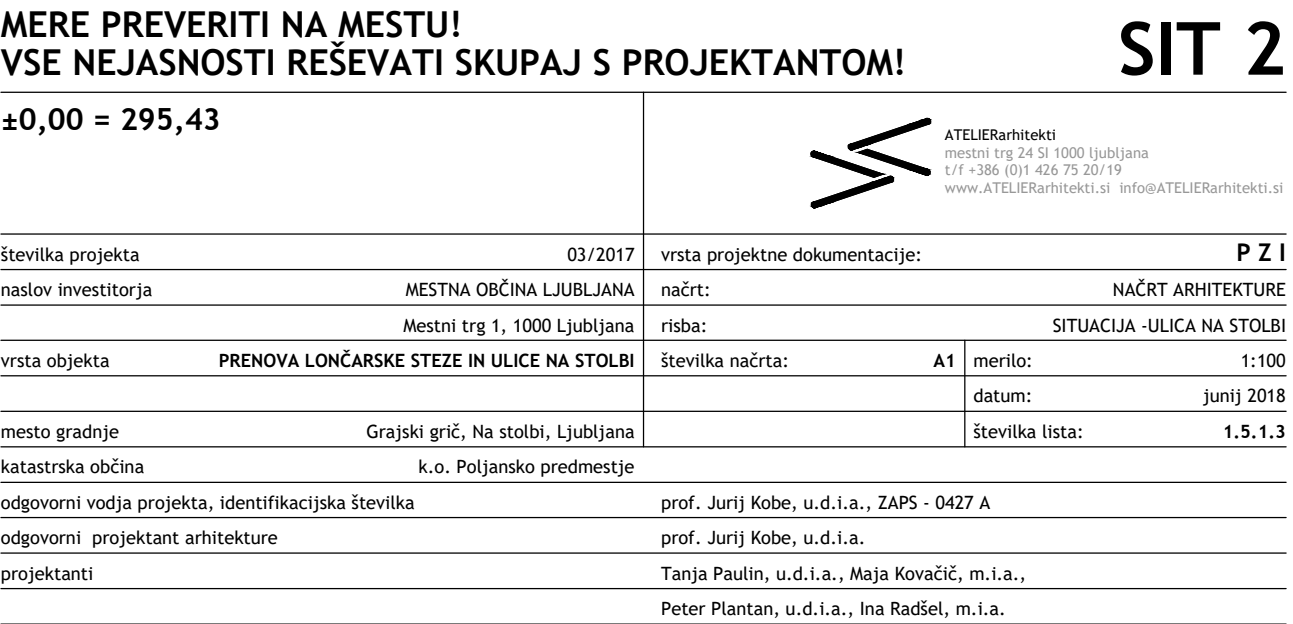 MERE PREVERITI NA MESTU!
VSE NEJASNOSTI REŠEVATI SKUPAJ S PROJEKTANTOM!
SIT 2
±0,00 = 295,43
ATELIERarhitekti
mestni trg 24 SI 1000 ljubljana
t/f +386 (0)1 426 75 20/19
www.ATELIERarhitekti.si info@ATELIERarhitekti.si
številka projekta 03/2017 vrsta projektne dokumentacije: P Z I
naslov investitorja MESTNA OBČINA LJUBLJANA načrt: NAČRT ARHITEKTURE
Mestni trg 1, 1000 Ljubljana risba: SITUACIJA -ULICA NA STOLBI
vrsta objekta PRENOVA LONČARSKE STEZE IN ULICE NA STOLBI številka načrta: A1 merilo: 1:100
datum: junij 2018
mesto gradnje Grajski grič, Na stolbi, Ljubljana številka lista: 1.5.1.3
katastrska občina k.o. Poljansko predmestje
odgovorni vodja projekta, identifikacijska številka prof. Jurij Kobe, u.d.i.a., ZAPS - 0427 A
odgovorni projektant arhitekture prof. Jurij Kobe, u.d.i.a.
projektanti Tanja Paulin, u.d.i.a., Maja Kovačič, m.i.a.,
Peter Plantan, u.d.i.a., Ina Radšel, m.i.a.